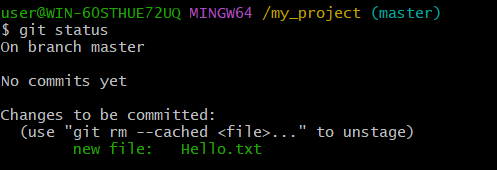 user@WIN-6OSTHUE72UQ MINGW64 /my_project (master)
$ git status
On branch master
No commits yet
Changes to be committed:
(use "git rm --cached <file>..." to unstage)
new file: Hello.txt